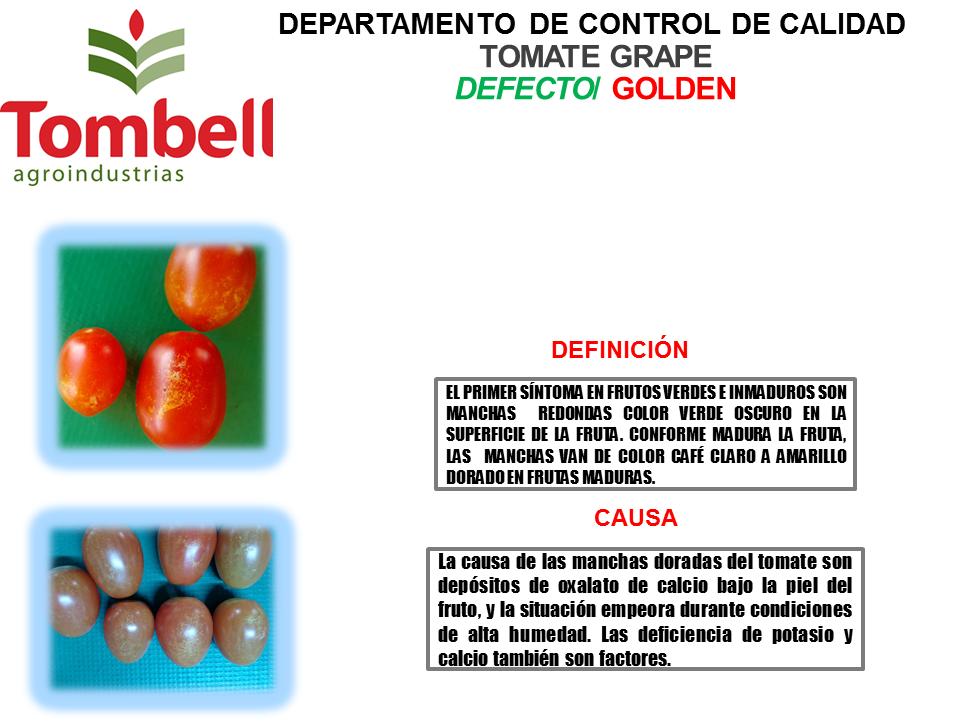 DEPARTAMENTO DE CONTROL DE CALIDAD
TOMATE GRAPE
DEFECTO/ GOLDEN
Tombell
agroindustrias
DEFINICIÓN
EL PRIMER SÍNTOMA EN FRUTOS VERDES E INMADUROS SON
MANCHAS REDONDAS COLOR VERDE OSCURO EN LA
SUPERFICIE DE LA FRUTA. CONFORME MADURA LA FRUTA,
LAS MANCHAS VAN DE COLOR CAFÉ CLARO A AMARILLO
DORADO EN FRUTAS MADURAS.
CAUSA
La causa de las manchas doradas del tomate son
depósitos de oxalato de calcio bajo la piel del
fruto, y la situación empeora durante condiciones
de alta humedad. Las deficiencia de potasio y
calcio también son factores.